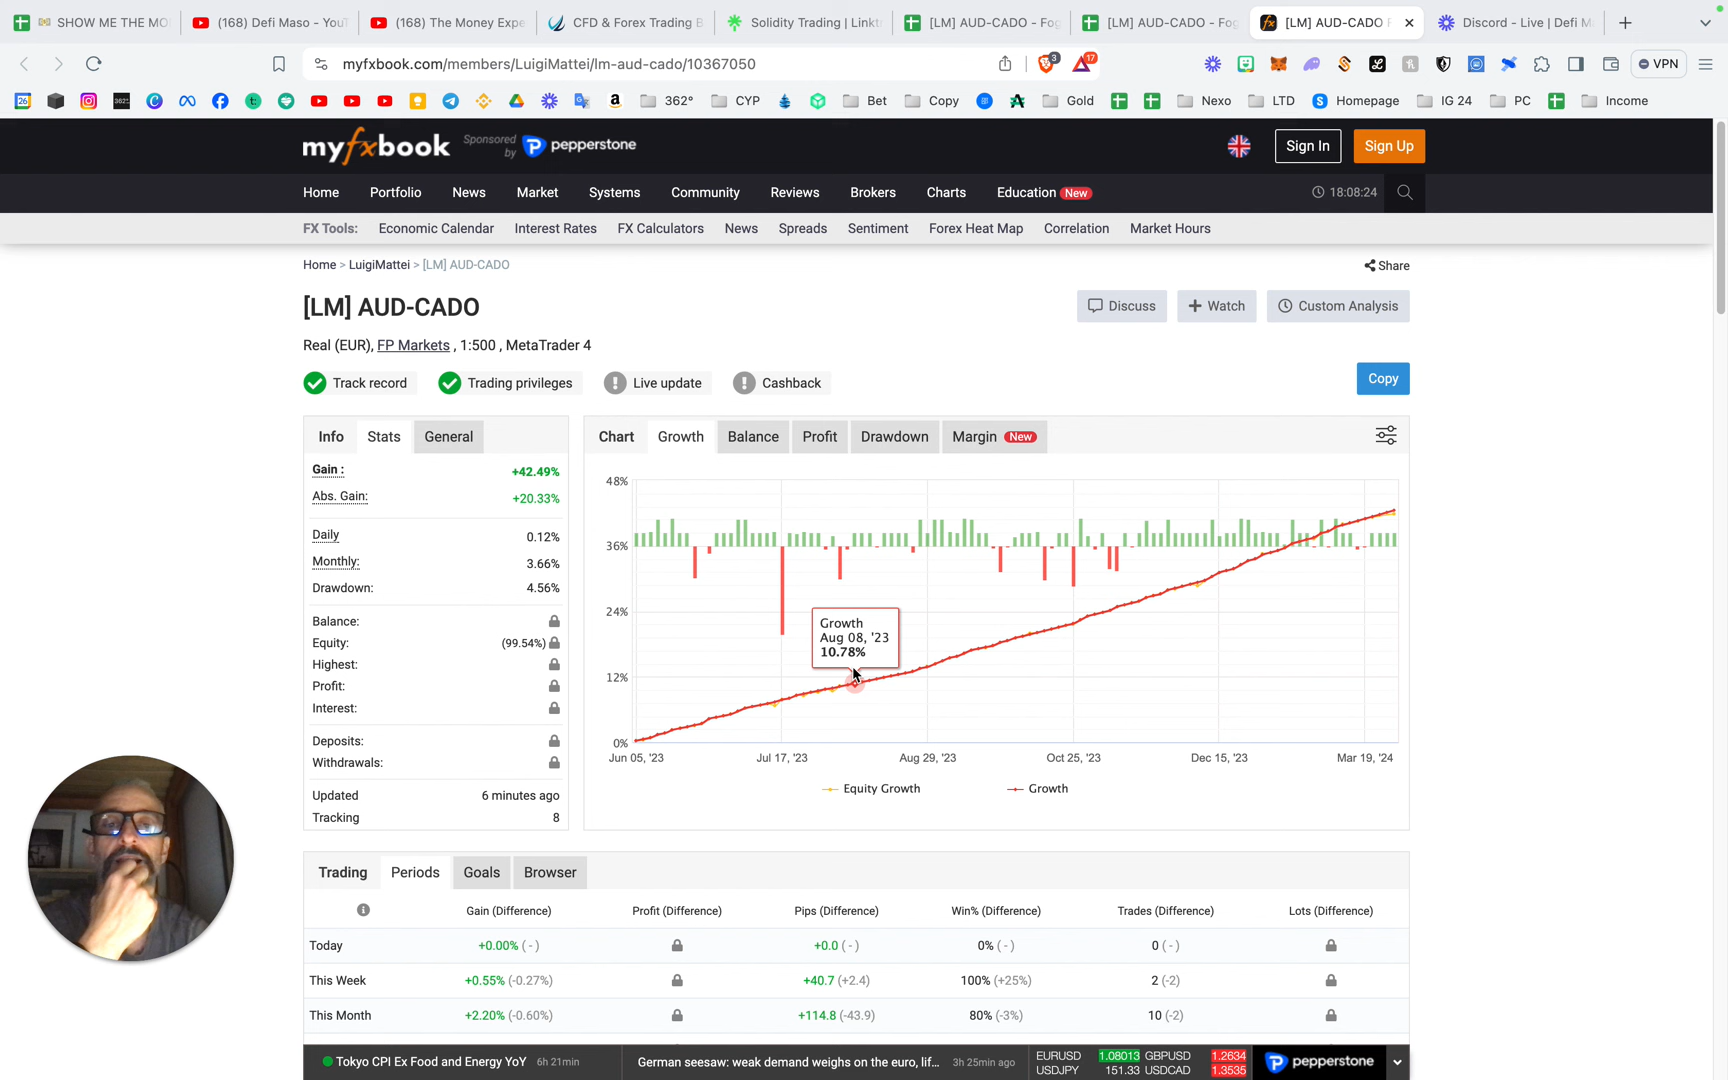 SHOW ME THE MO
(168) Defi Maso - YouT
(168) The Money Expe
CFD & Forex Trading B
Solidity Trading | Linktr
[LM] AUD-CADO - Fog
[LM] AUD-CADO - Fog
[LM] AUD-CADO F
Discord - Live | Defi M
myfxbook.com/members/LuigiMattei/lm-aud-cado/10367050
3
17
VPN
26
362°
362°
CYP
Bet
Copy
Gold
Nexo
LTD
Homepage
IG 24
PC
Income
myfxbook
Sponsored by pepperstone
Sign In
Sign Up
Home
Portfolio
News
Market
Systems
Community
Reviews
Brokers
Charts
Education New
18:08:24
FX Tools:
Economic Calendar
Interest Rates
FX Calculators
News
Spreads
Sentiment
Forex Heat Map
Correlation
Market Hours
Home > LuigiMattei > [LM] AUD-CADO
Share
[LM] AUD-CADO
Discuss
Watch
Custom Analysis
Real (EUR), FP Markets , 1:500 , MetaTrader 4
Track record
Trading privileges
Live update
Cashback
Copy
Info
Stats
General
Gain : +42.49%
Abs. Gain: +20.33%
Daily 0.12%
Monthly: 3.66%
Drawdown: 4.56%
Balance:
Equity: (99.54%)
Highest:
Profit:
Interest:
Deposits:
Withdrawals:
Updated 6 minutes ago
Tracking 8
Chart
Growth
Balance
Profit
Drawdown
Margin New
48%
36%
24%
12%
0%
Growth
Aug 08, '23
10.78%
Jun 05, '23
Jul 17, '23
Aug 29, '23
Oct 25, '23
Dec 15, '23
Mar 19, '24
Equity Growth
Growth
Trading
Periods
Goals
Browser
Gain (Difference)
Profit (Difference)
Pips (Difference)
Win% (Difference)
Trades (Difference)
Lots (Difference)
Today +0.00% ( - ) +0.0 ( - ) 0% ( - ) 0 ( - )
This Week +0.55% (-0.27%) +40.7 (+2.4) 100% (+25%) 2 (-2)
This Month +2.20% (-0.60%) +114.8 (-43.9) 80% (-3%) 10 (-2)
Tokyo CPI Ex Food and Energy YoY 6h 21min
German seesaw: weak demand weighs on the euro, lif... 3h 25min ago
EURUSD 1.08013 GBPUSD 1.2634
USDJPY 151.33 USDCAD 1.3535
pepperstone